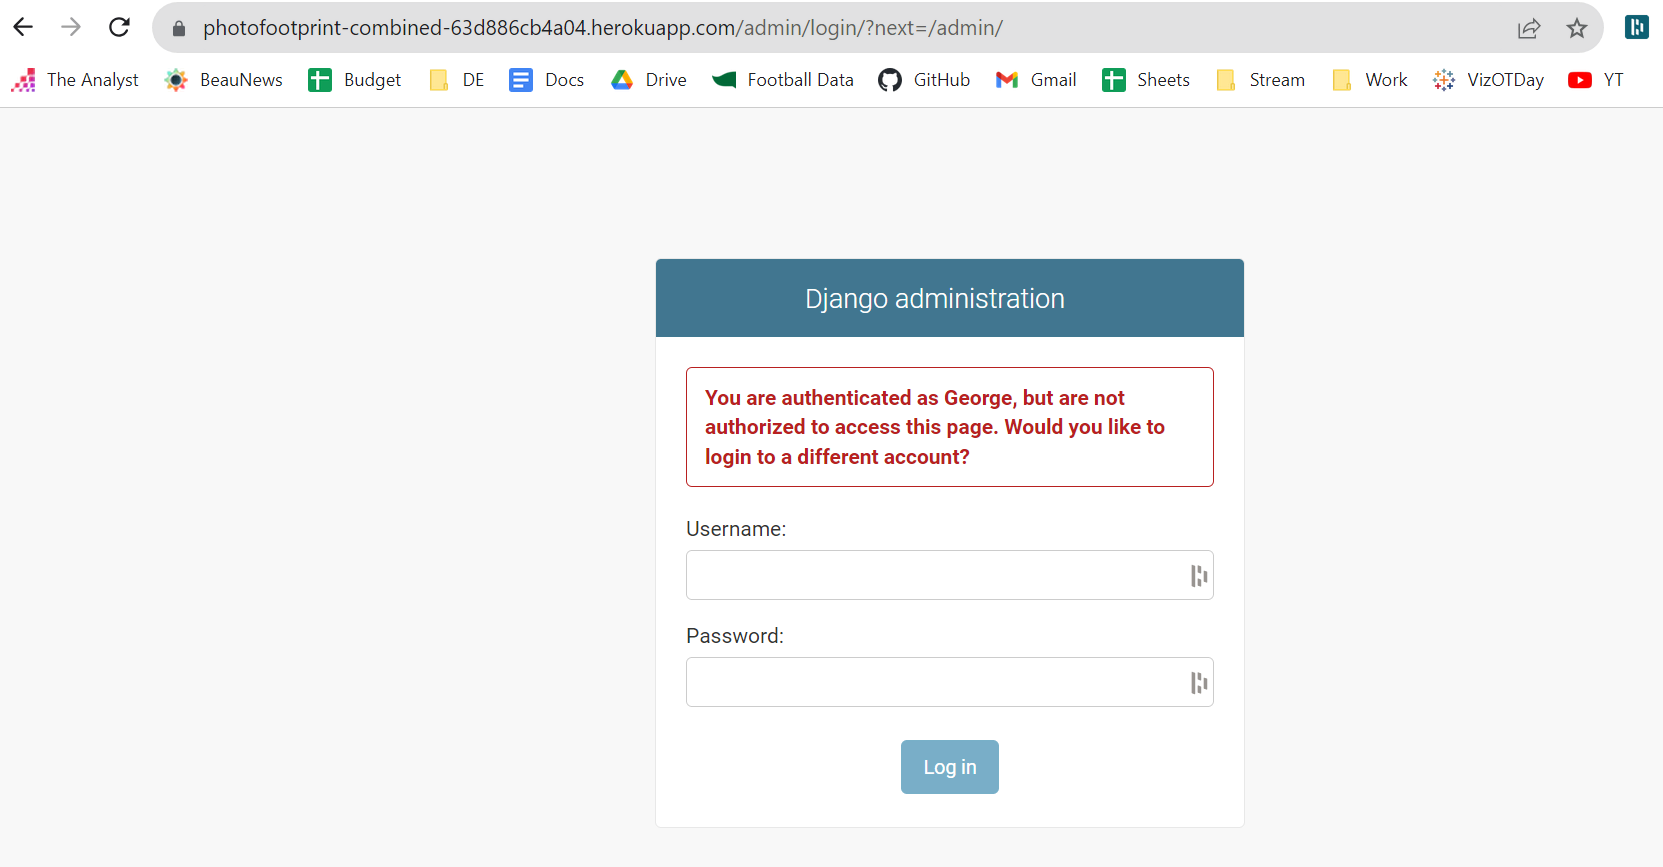 photofootprint-combined-63d886cb4a04.herokuapp.com/admin/login/?next=/admin/
The Analyst BeauNews Budget DE Docs Drive Football Data GitHub Gmail Sheets Stream Work VizOTDay YT
Django administration
You are authenticated as George, but are not
authorized to access this page. Would you like to
login to a different account?
Username:
Password:
Log in